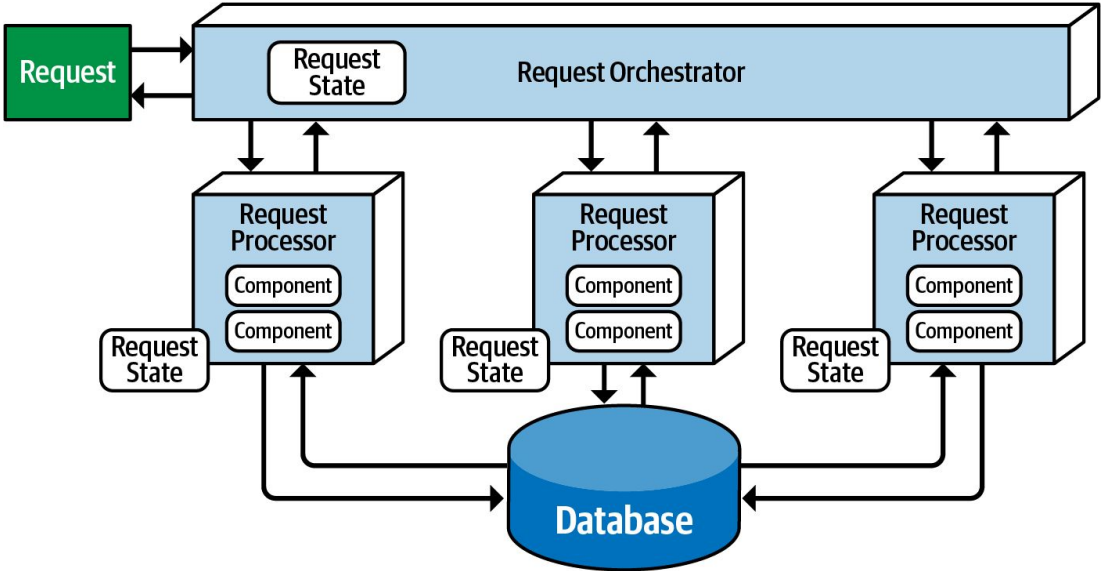 Request
Request
State
Request Orchestrator
Request
Processor
Component
Component
Request
State
Request
Processor
Component
Component
Request
State
Request
Processor
Component
Component
Request
State
Database